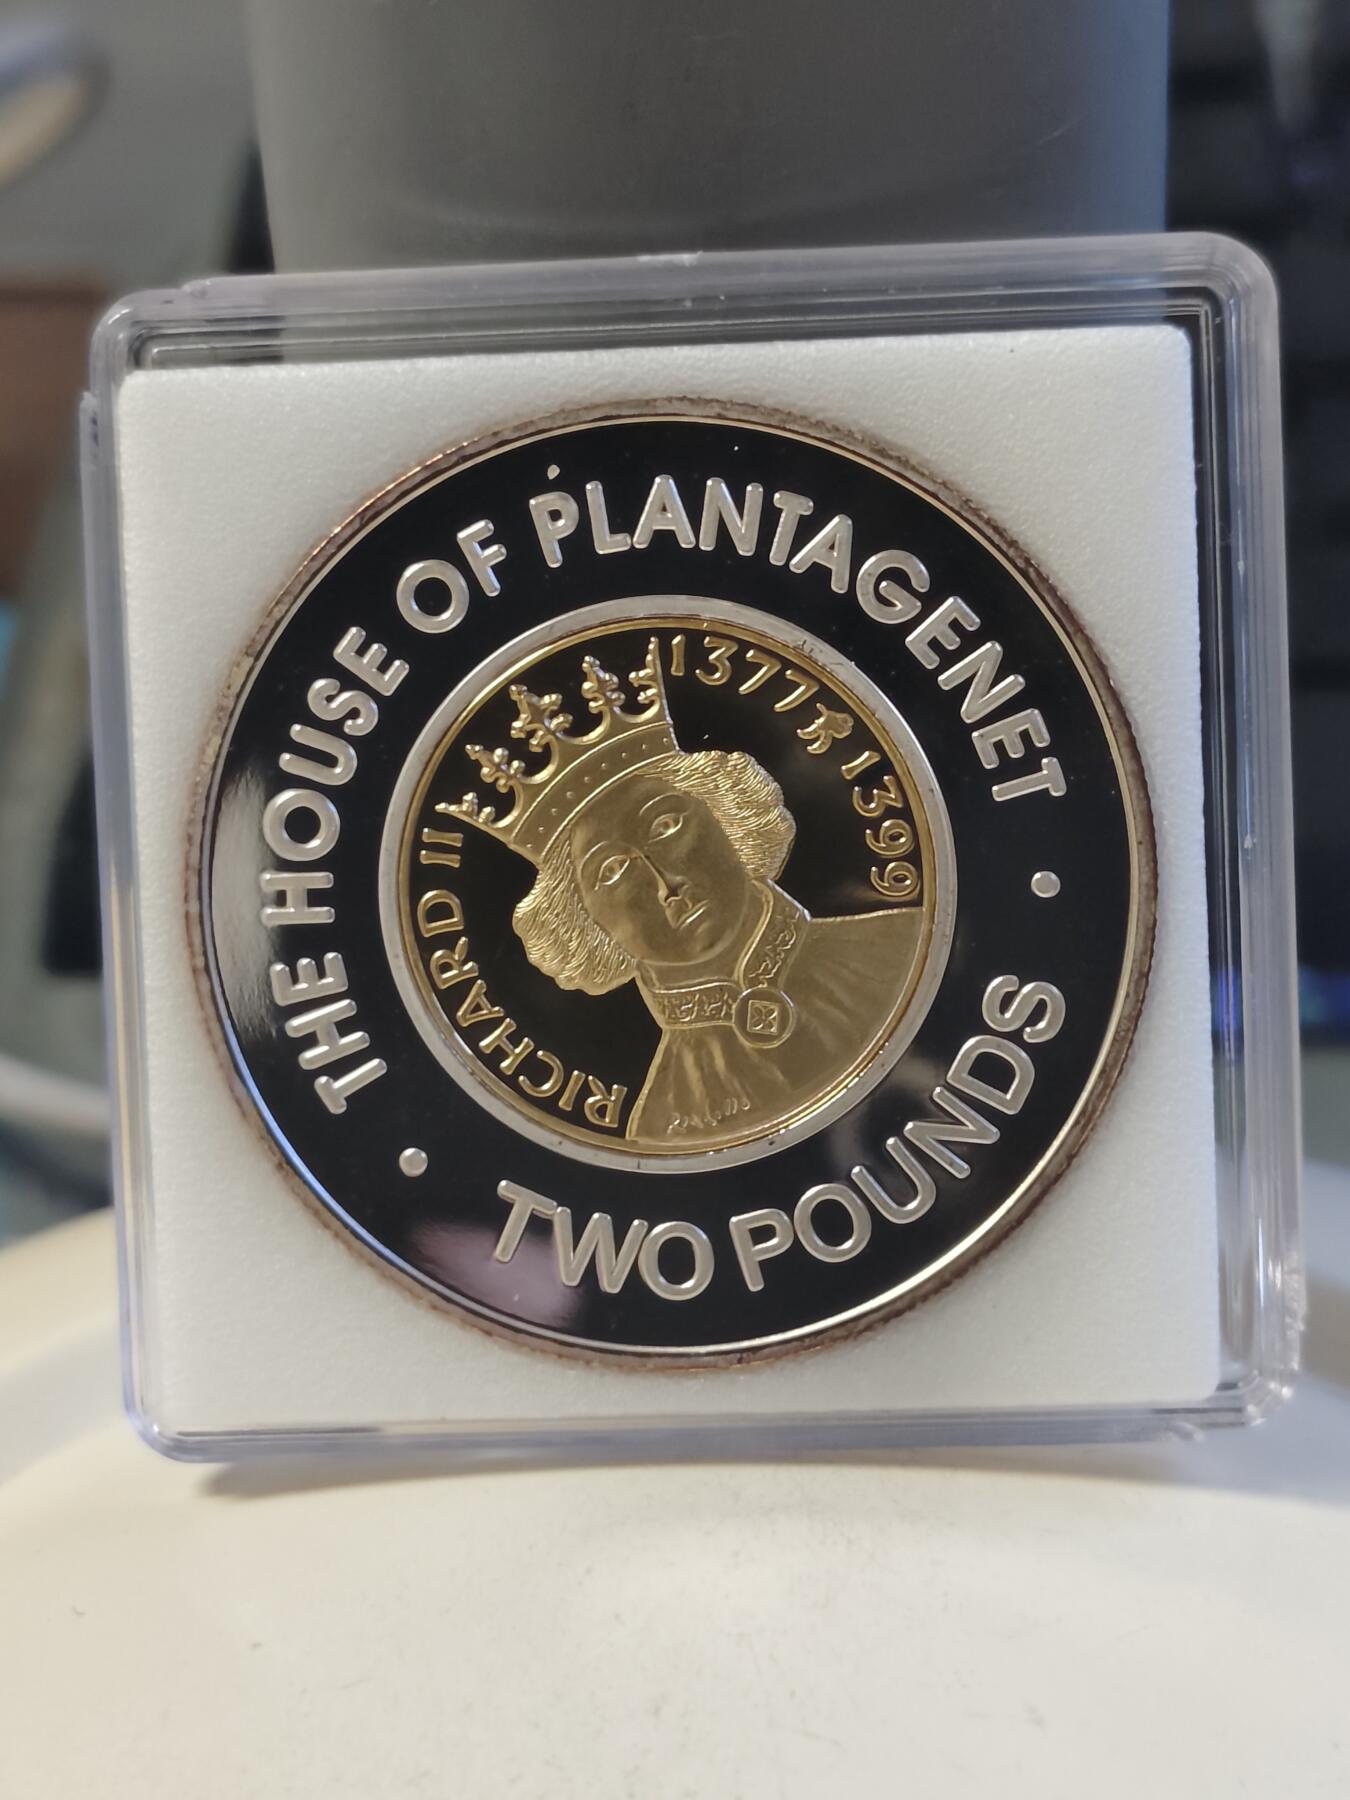 THE HOUSE OF PLANTAGENET
• TWO POUNDS •
RICHARD II
1377 1399